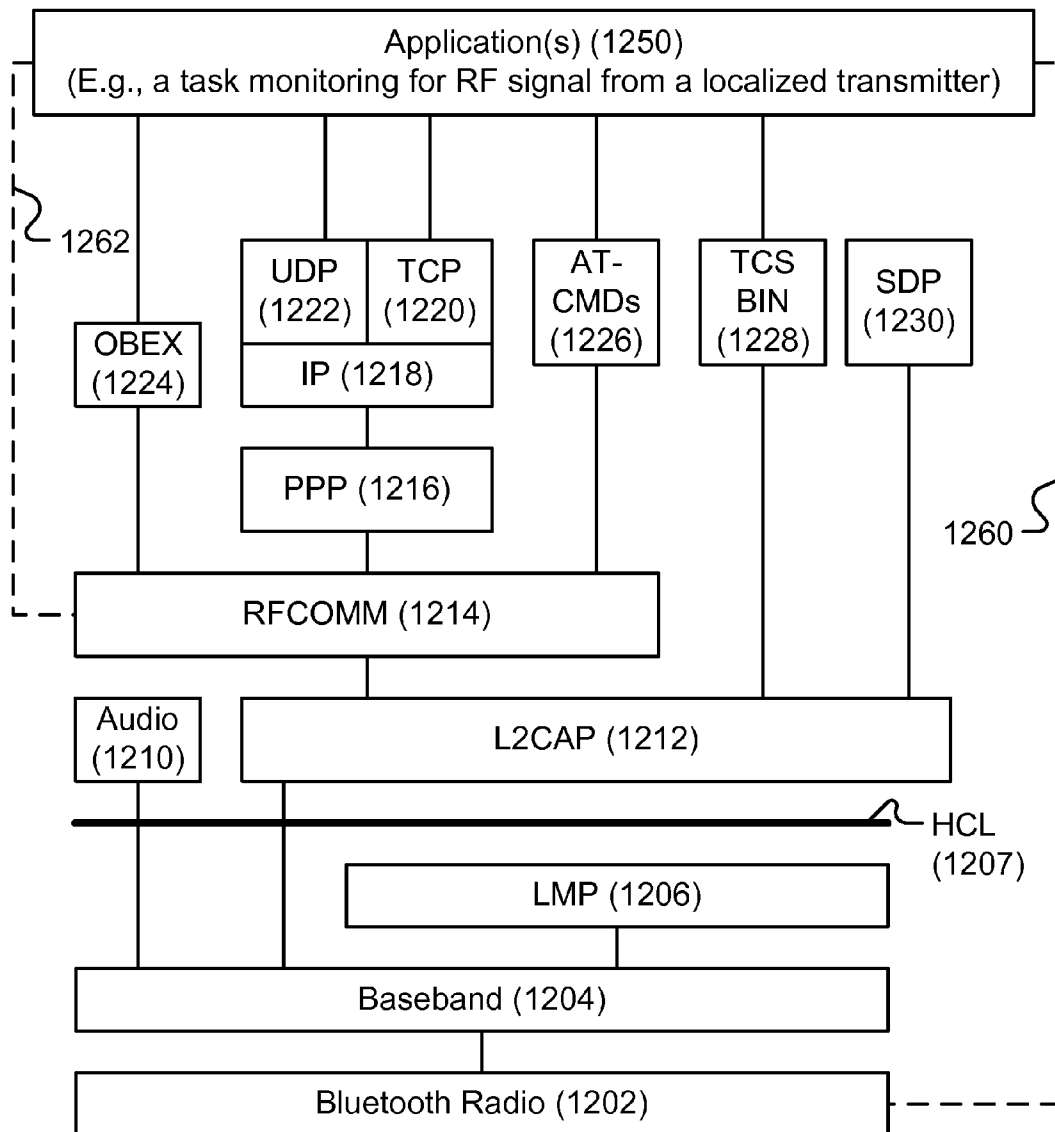 Application(s) (1250)
(E.g., a task monitoring for RF signal from a localized transmitter)
1262
UDP
(1222)
TCP
(1220)
AT-
CMDs
(1226)
TCS
BIN
(1228)
SDP
(1230)
OBEX
(1224)
IP (1218)
PPP (1216)
1260
RFCOMM (1214)
Audio
(1210)
L2CAP (1212)
HCL
(1207)
LMP (1206)
Baseband (1204)
Bluetooth Radio (1202)